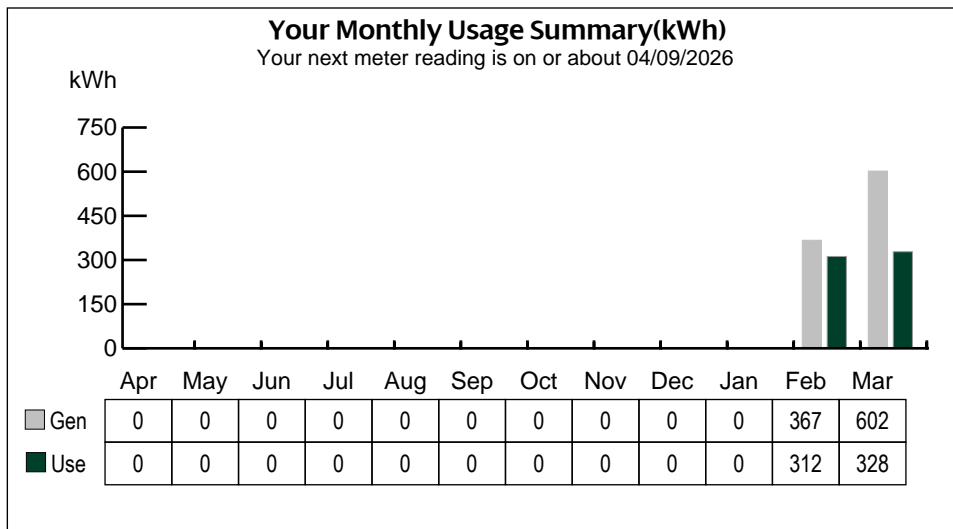 Your Monthly Usage Summary(kWh)
Your next meter reading is on or about 04/09/2026
kWh
750
600
450
300
150
0
Apr May Jun Jul Aug Sep Oct Nov Dec Jan Feb Mar
Gen 0 0 0 0 0 0 0 0 0 0 367 602
Use 0 0 0 0 0 0 0 0 0 0 312 328